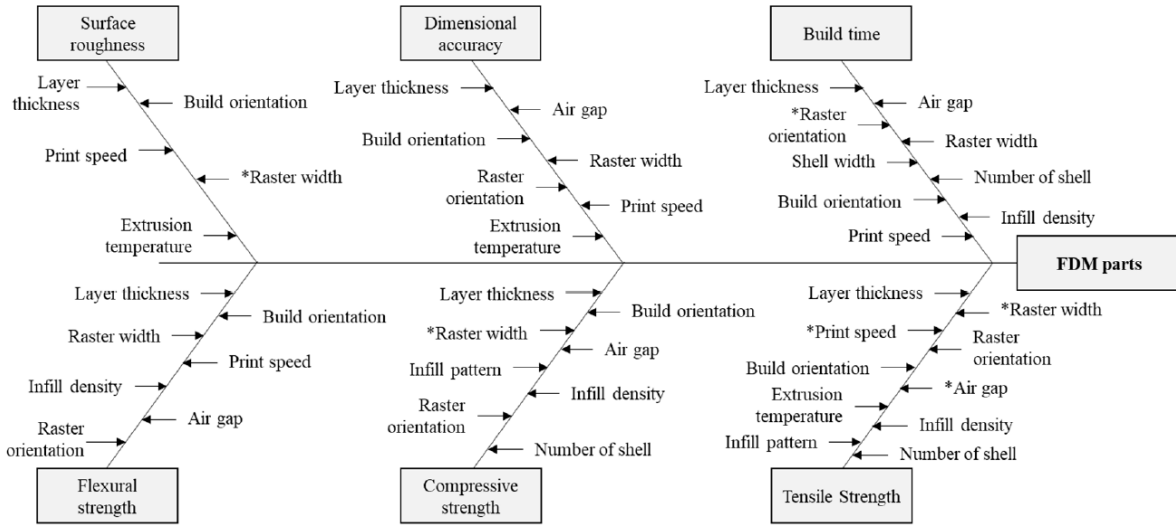 Surface
roughness
Layer
thickness
Build orientation
Print speed
*Raster width
Extrusion
temperature
Dimensional
accuracy
Layer thickness
Air gap
Build orientation
Raster width
Raster
orientation
Print speed
Extrusion
temperature
Build time
Layer thickness
Air gap
*Raster
orientation
Raster width
Shell width
Number of shell
Build orientation
Infill density
Print speed
FDM parts
Layer thickness
Build orientation
Raster width
Print speed
Infill density
Air gap
Raster
orientation
Flexural
strength
Layer thickness
Build orientation
*Raster width
Air gap
Infill pattern
Infill density
Raster
orientation
Number of shell
Compressive
strength
Layer thickness
*Raster width
*Print speed
Raster
orientation
Build orientation
*Air gap
Extrusion
temperature
Infill density
Infill pattern
Number of shell
Tensile Strength